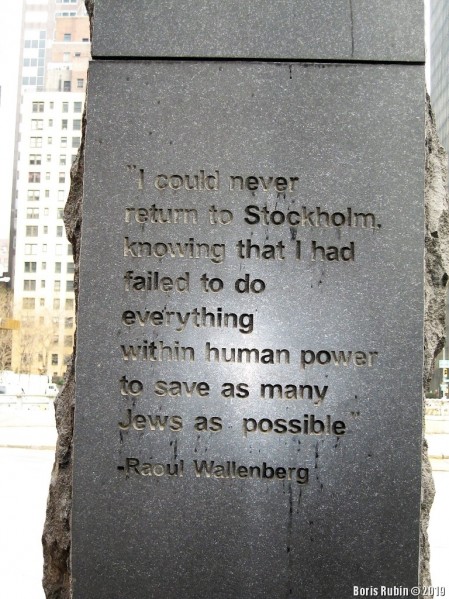 "I could never
return to Stockholm,
knowing that I had
failed to do
everything
within human power
to save as many
Jews as possible"
-Raoul Wallenberg
Boris Rubin © 2010